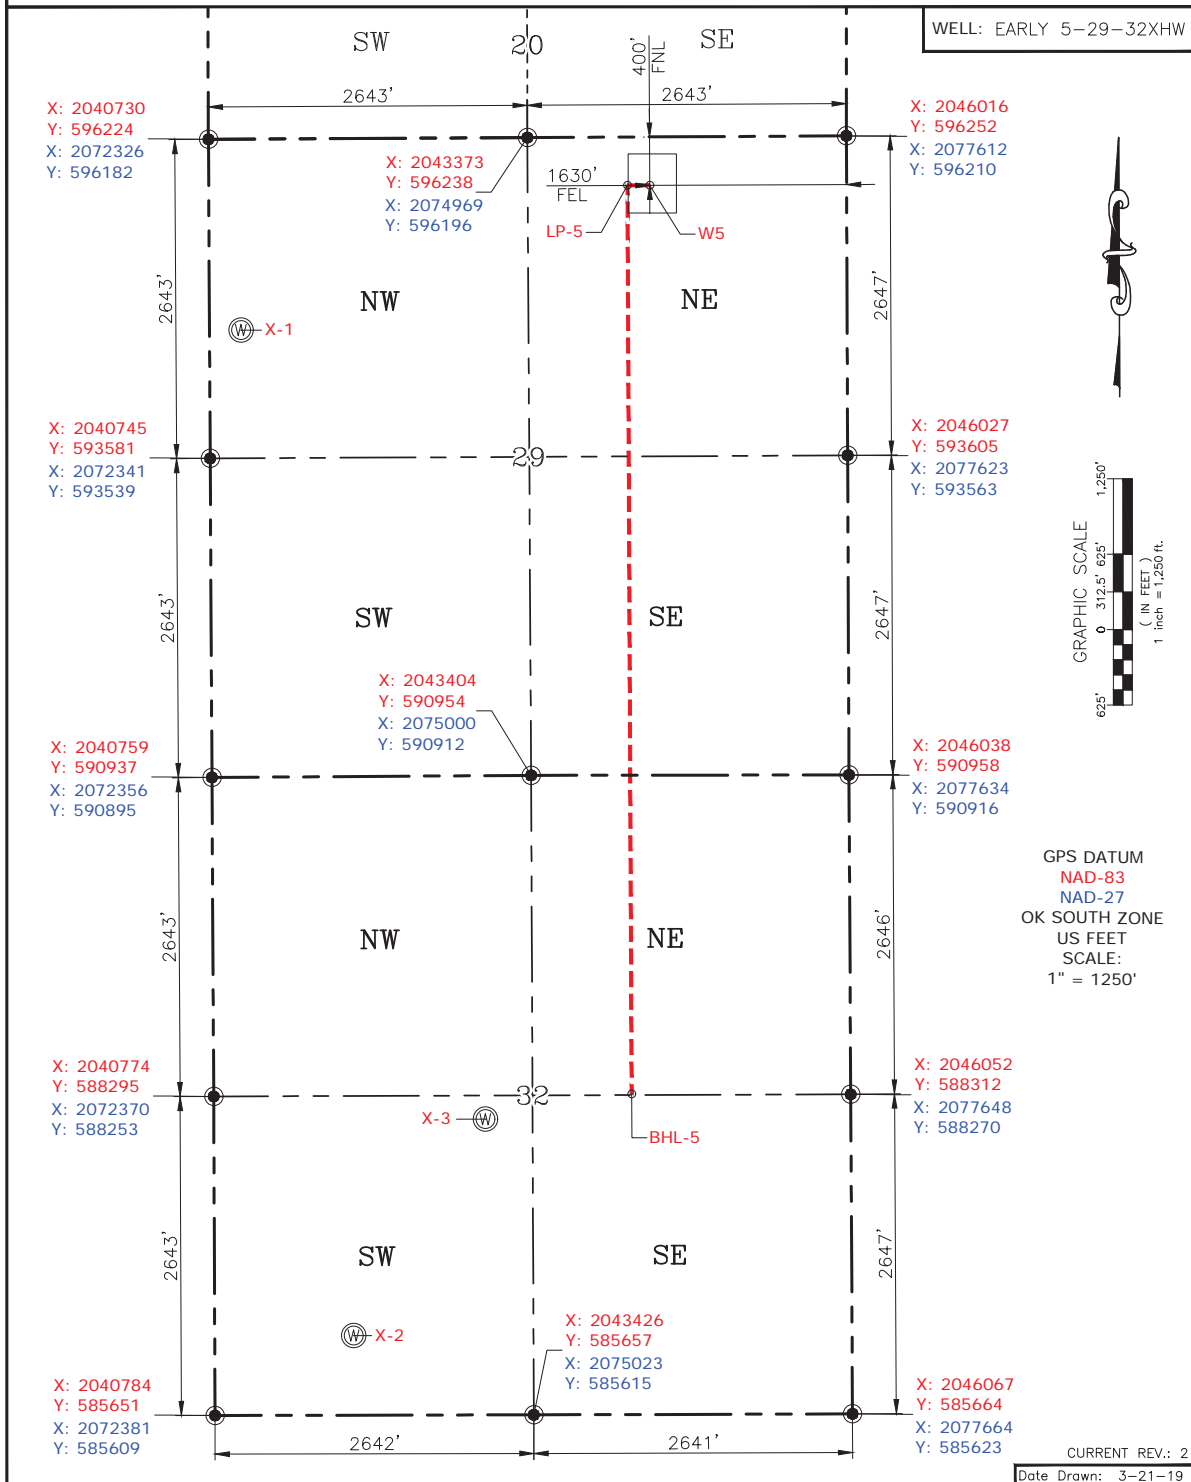 WELL: EARLY 5-29-32XHW
SW
20
SE
400'
FNL
2643'
2643'
X: 2040730
Y: 596224
X: 2072326
Y: 596182
X: 2043373
Y: 596238
X: 2074969
Y: 596196
X: 2046016
Y: 596252
X: 2077612
Y: 596210
1630'
FEL
LP-5
W5
2643'
NW
NE
2647'
X-1
X: 2040745
Y: 593581
X: 2072341
Y: 593539
29
X: 2046027
Y: 593605
X: 2077623
Y: 593563
GRAPHIC SCALE
1,250'
625'
312.5'
0
625'
( IN FEET )
1 inch = 1,250 ft.
2643'
SW
SE
2647'
X: 2043404
Y: 590954
X: 2075000
Y: 590912
X: 2040759
Y: 590937
X: 2072356
Y: 590895
X: 2046038
Y: 590958
X: 2077634
Y: 590916
GPS DATUM
NAD-83
NAD-27
OK SOUTH ZONE
US FEET
SCALE:
1" = 1250'
2643'
NW
NE
2646'
X: 2040774
Y: 588295
X: 2072370
Y: 588253
32
X: 2046052
Y: 588312
X: 2077648
Y: 588270
X-3
W
BHL-5
2643'
SW
SE
2647'
W
X-2
X: 2043426
Y: 585657
X: 2075023
Y: 585615
X: 2040784
Y: 585651
X: 2072381
Y: 585609
X: 2046067
Y: 585664
X: 2077664
Y: 585623
2642'
2641'
CURRENT REV.: 2
Date Drawn: 3-21-19